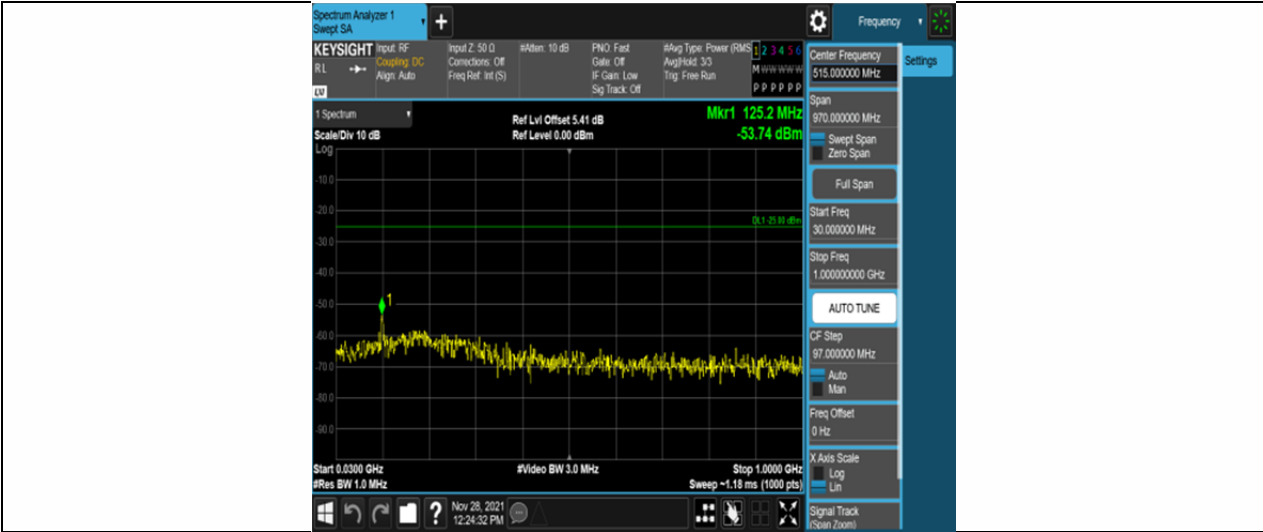 Spectrum Analyzer 1
Swept SA
+
Frequency
KEYSIGHT
RL
LV
Input: RF
Coupling: DC
Align: Auto
Input Z: 50 Ω
Corrections: Off
Freq Ref: Int (S)
#Atten: 10 dB
PNO: Fast
Gate: Off
IF Gain: Low
Sig Track: Off
#Avg Type: Power (RMS
Avg|Hold: 3/3
Trig: Free Run
1 2 3 4 5 6
M W W W W W
P P P P P P
1 Spectrum
Scale/Div 10 dB
Ref Lvl Offset 5.41 dB
Ref Level 0.00 dBm
Mkr1 125.2 MHz
-53.74 dBm
Log
-10.0
-20.0
-30.0
-40.0
-50.0
-60.0
-70.0
-80.0
-90.0
DL1 -25.00 dBm
1
Start 0.0300 GHz
#Res BW 1.0 MHz
#Video BW 3.0 MHz
Stop 1.0000 GHz
Sweep ~1.18 ms (1000 pts)
Center Frequency
515.000000 MHz
Settings
Span
970.000000 MHz
Swept Span
Zero Span
Full Span
Start Freq
30.000000 MHz
Stop Freq
1.000000000 GHz
AUTO TUNE
CF Step
97.000000 MHz
Auto
Man
Freq Offset
0 Hz
X Axis Scale
Log
Lin
Signal Track
(Span Zoom)
?
Nov 28, 2021
12:24:32 PM